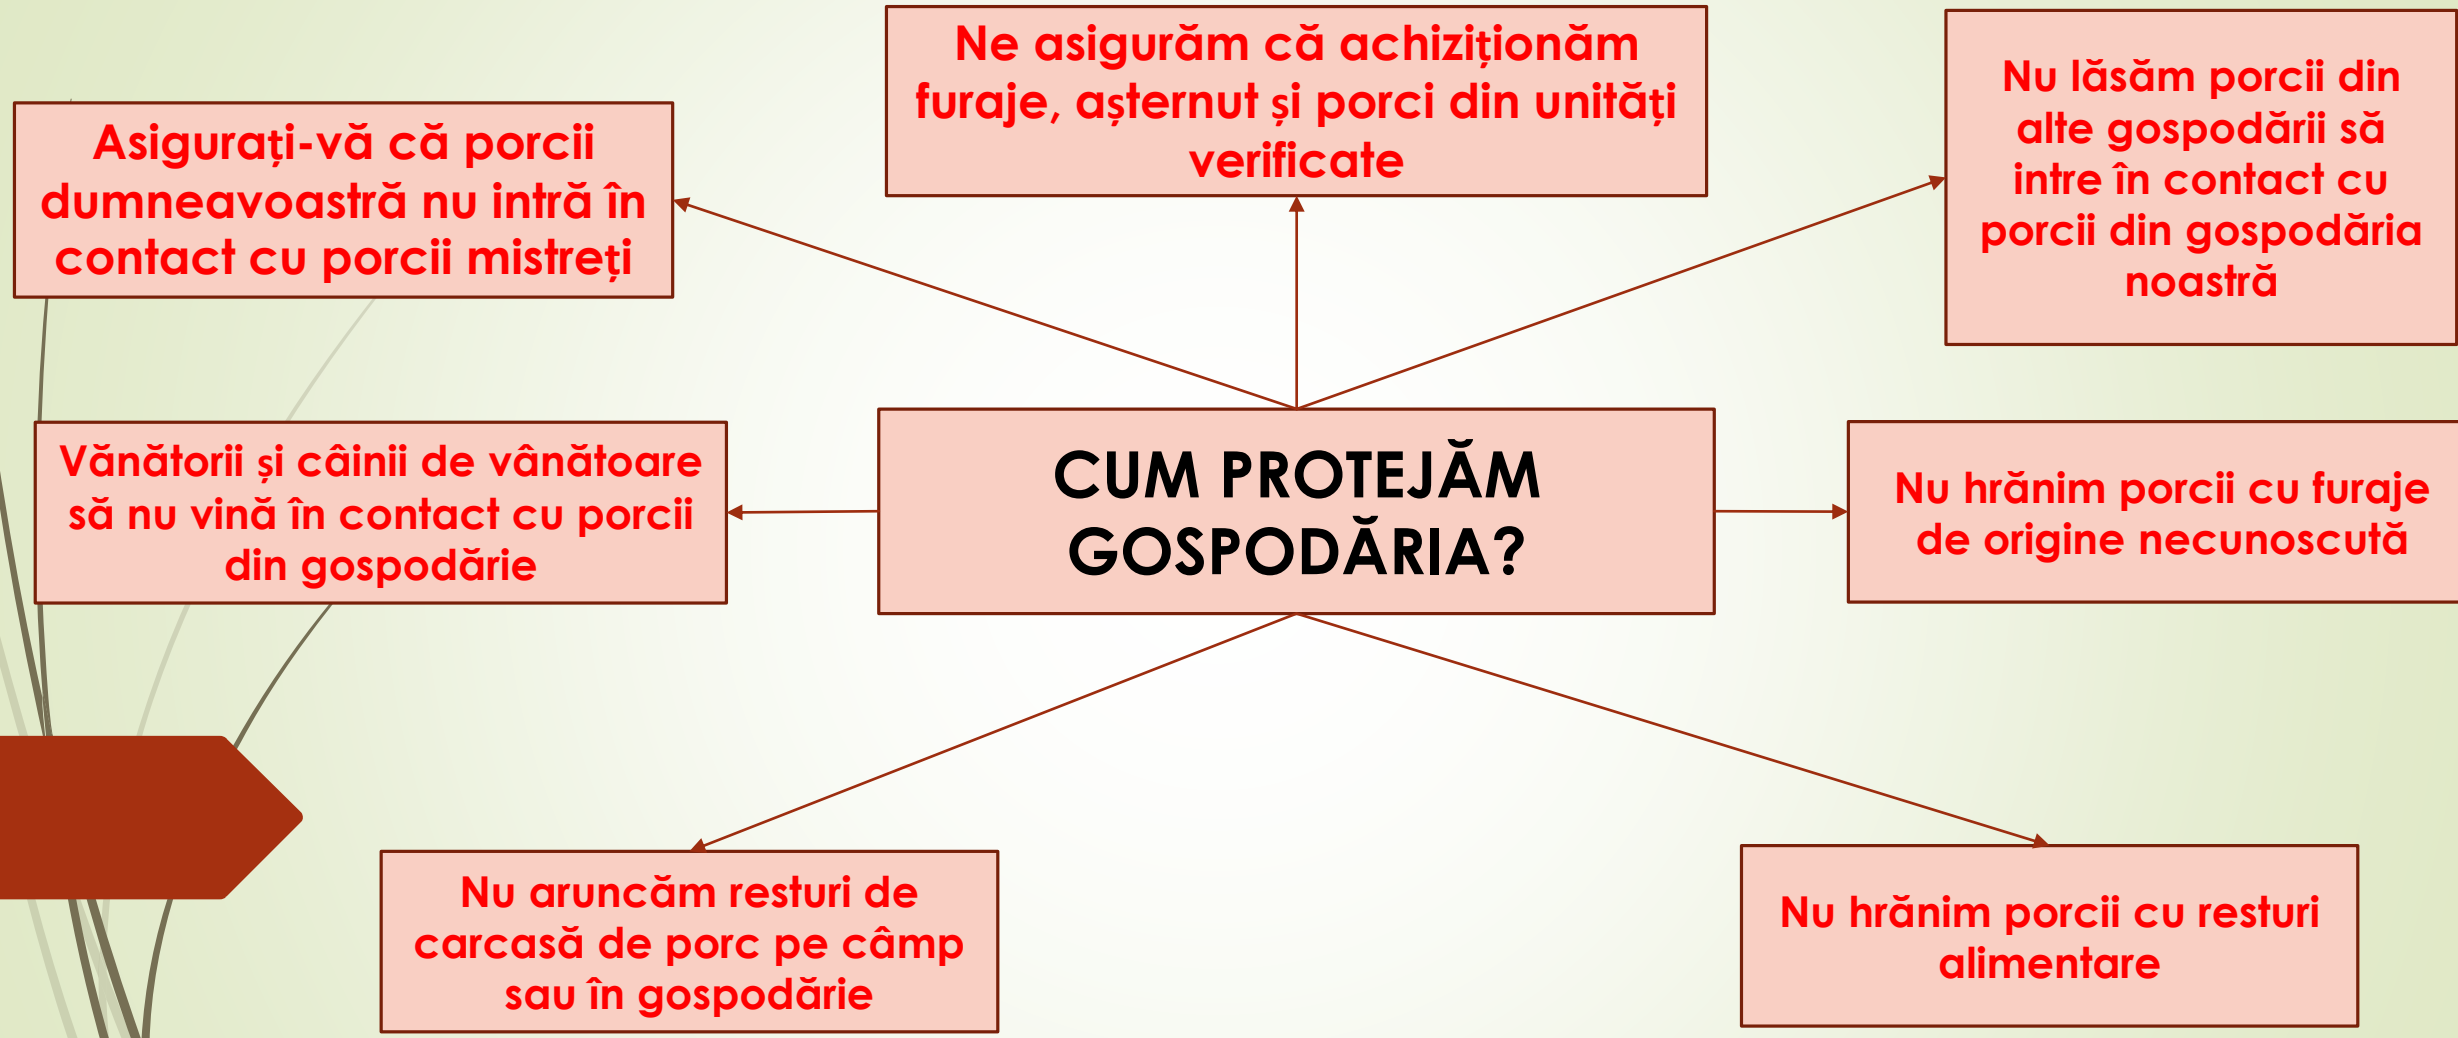 Ne asigurăm că achiziționăm
furaje, așternut și porci din unități
verificate
Nu lăsăm porcii din
alte gospodării să
intre în contact cu
porcii din gospodăria
noastră
Asigurați-vă că porcii
dumneavoastră nu intră în
contact cu porcii mistreți
CUM PROTEJĂM
GOSPODĂRIA?
Vănătorii și câinii de vânătoare
să nu vină în contact cu porcii
din gospodărie
Nu hrănim porcii cu furaje
de origine necunoscută
Nu aruncăm resturi de
carcasă de porc pe câmp
sau în gospodărie
Nu hrănim porcii cu resturi
alimentare